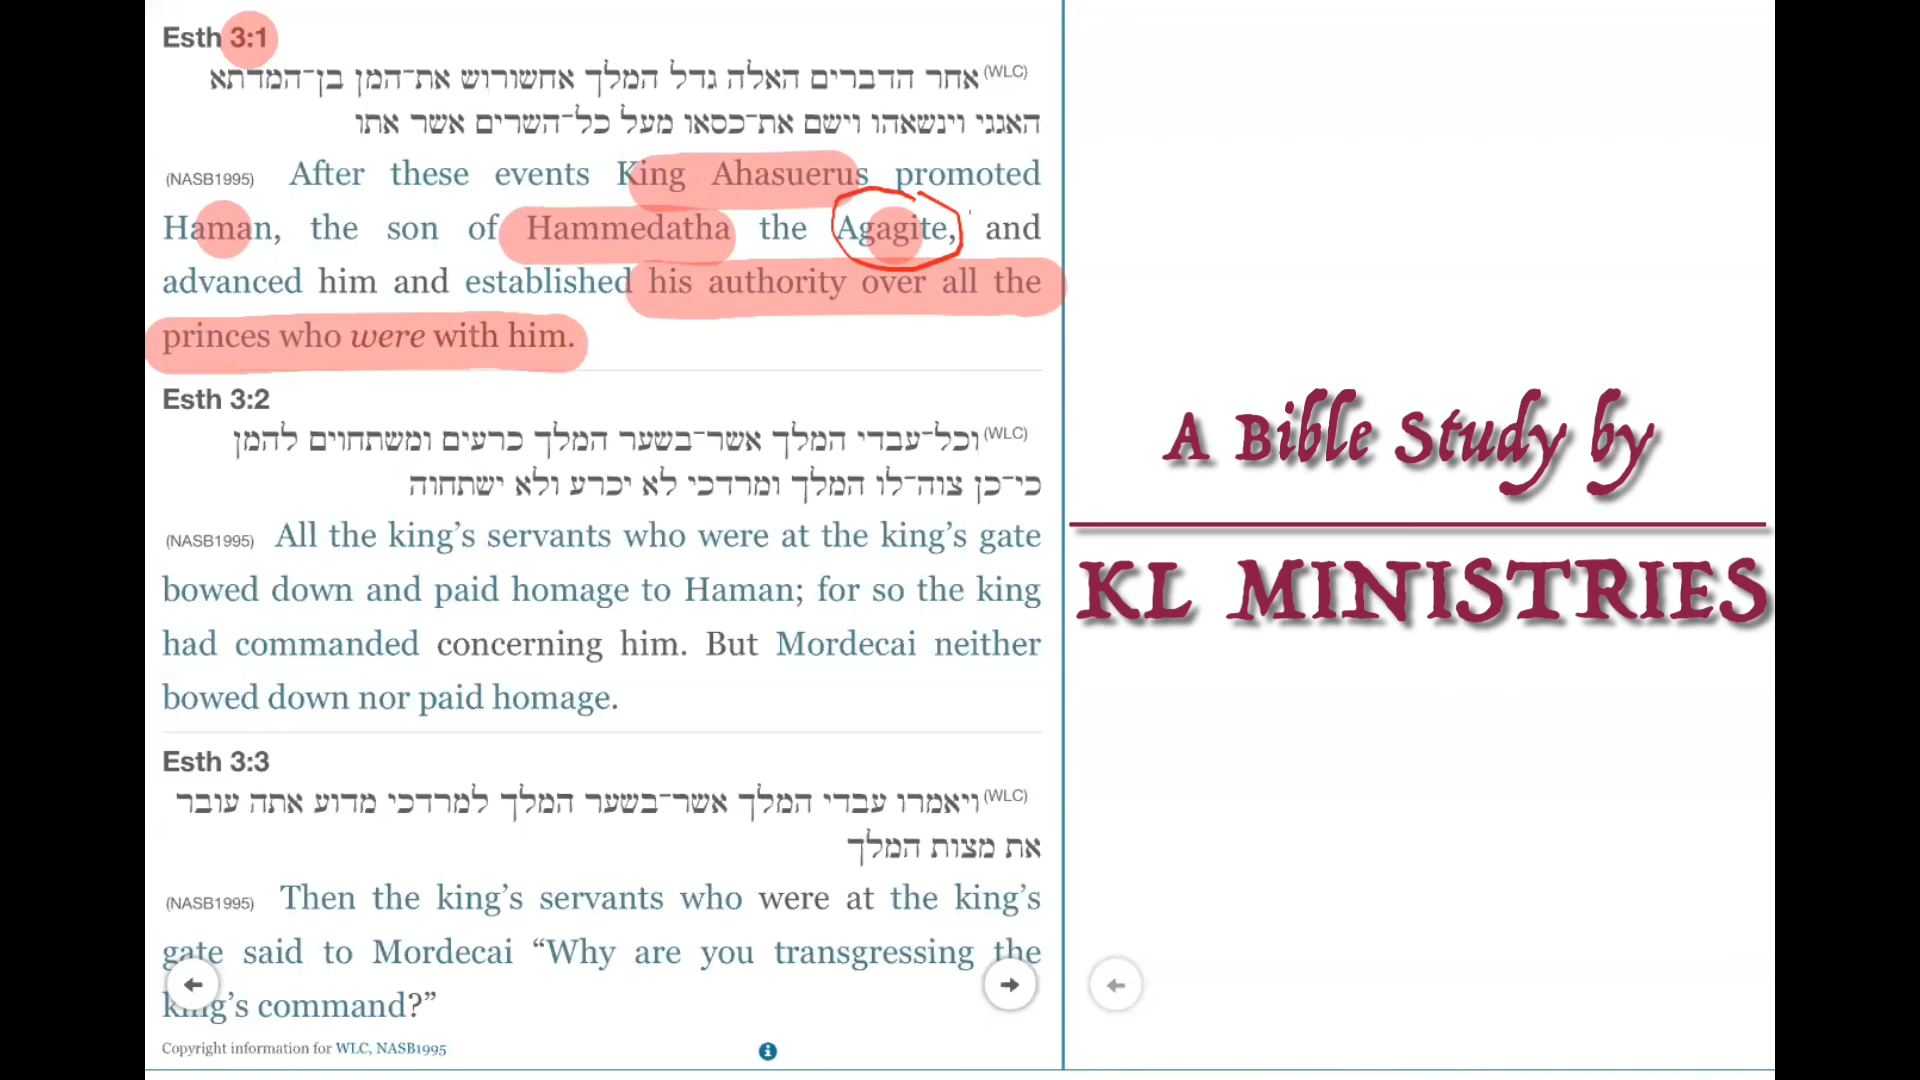 Esth 3:1
(WLC) אחר הדברים האלה גדל המלך אחשורוש את־המן בן־המדתא
האגגי וינשאהו וישם את־כסאו מעל כל־השרים אשר אתו
(NASB1995) After these events King Ahasuerus promoted
Haman, the son of Hammedatha the Agagite, and
advanced him and established his authority over all the
princes who were with him.
Esth 3:2
(WLC) וכל־עבדי המלך אשר־בשער המלך כרעים ומשתחוים להמן
כי־כן צוה־לו המלך ומרדכי לא יכרע ולא ישתחוה
(NASB1995) All the king’s servants who were at the king’s gate
bowed down and paid homage to Haman; for so the king
had commanded concerning him. But Mordecai neither
bowed down nor paid homage.
Esth 3:3
(WLC) ויאמרו עבדי המלך אשר־בשער המלך למרדכי מדוע אתה עובר
את מצות המלך
(NASB1995) Then the king’s servants who were at the king’s
gate said to Mordecai “Why are you transgressing the
king’s command?”
Copyright information for WLC, NASB1995
A Bible Study by
KL MINISTRIES